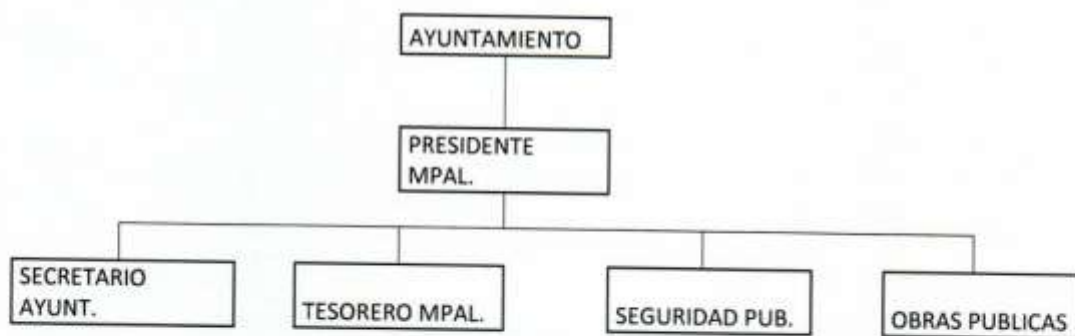 AYUNTAMIENTO
PRESIDENTE
MPAL.
SECRETARIO
AYUNT.
TESORERO MPAL.
SEGURIDAD PUB.
OBRAS PUBLICAS